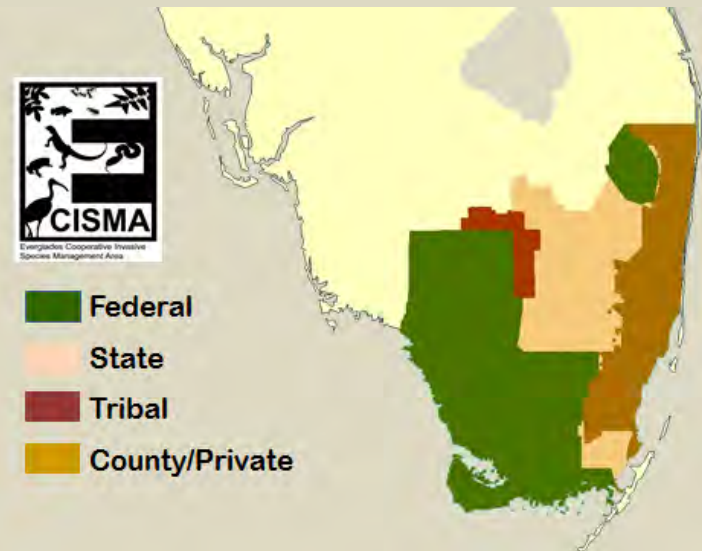 E
CISMA
Everglades Cooperative Invasive
Species Management Area
Federal
State
Tribal
County/Private